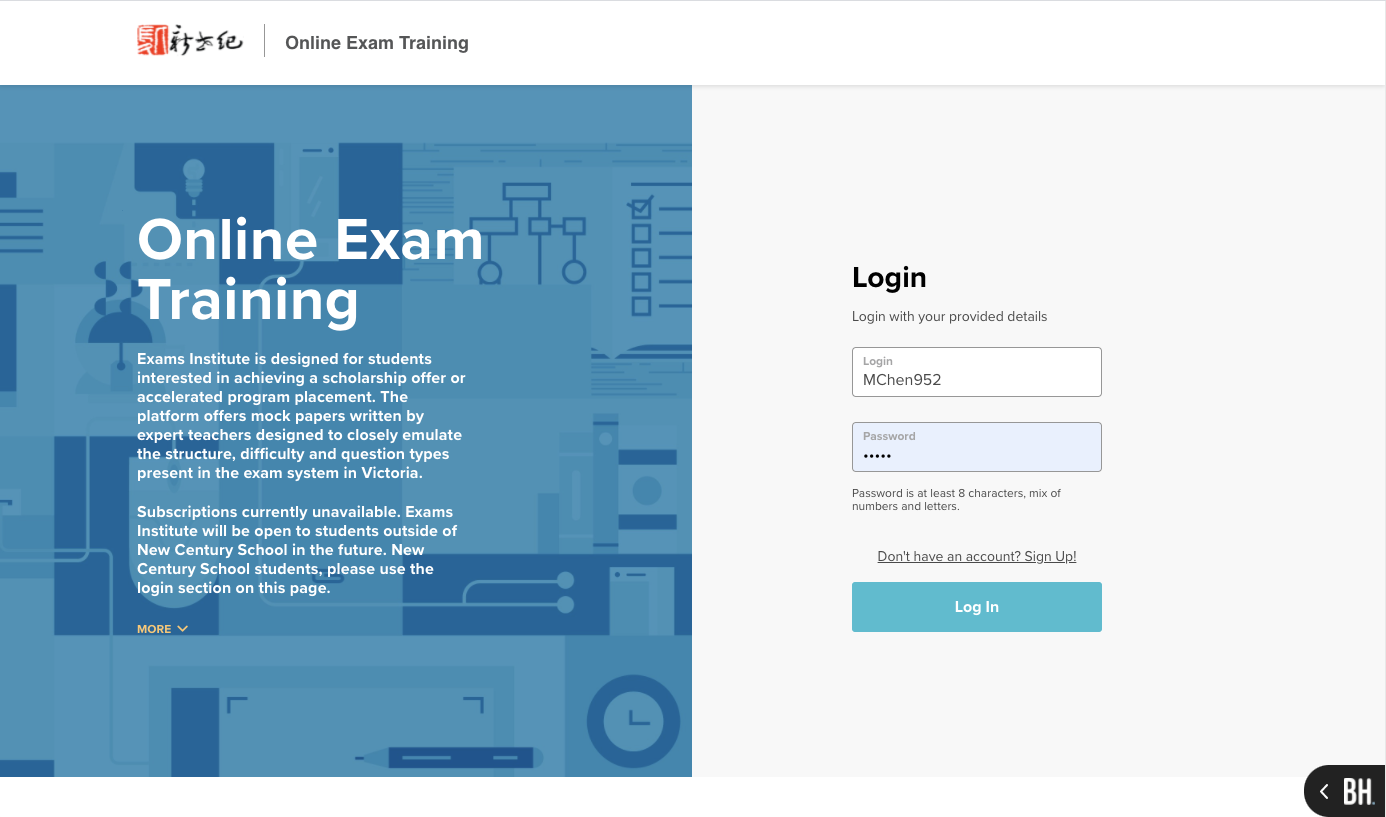 新世纪
Online Exam Training
Online Exam
Training
Exams Institute is designed for students
interested in achieving a scholarship offer or
accelerated program placement. The
platform offers mock papers written by
expert teachers designed to closely emulate
the structure, difficulty and question types
present in the exam system in Victoria.
Subscriptions currently unavailable. Exams
Institute will be open to students outside of
New Century School in the future. New
Century School students, please use the
login section on this page.
MORE
Login
Login with your provided details
Login
MChen952
Password
•••••
Password is at least 8 characters, mix of
numbers and letters.
Don't have an account? Sign Up!
Log In
BH.